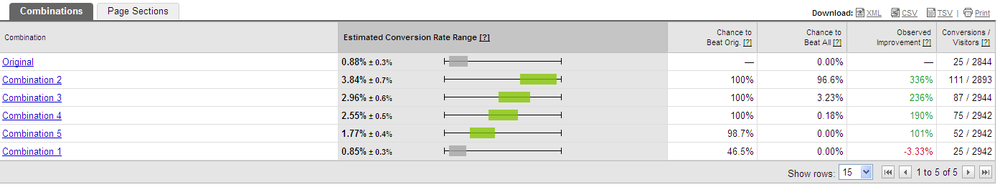 Combinations Page Sections
Download: XML CSV TSV | Print
Combination Estimated Conversion Rate Range [?] Chance to Beat Orig. [?] Chance to Beat All [?] Observed Improvement [?] Conversions / Visitors [?]
Original 0.88% ± 0.3% — 0.00% — 25 / 2844
Combination 2 3.84% ± 0.7% 100% 96.6% 336% 111 / 2893
Combination 3 2.96% ± 0.6% 100% 3.23% 236% 87 / 2944
Combination 4 2.55% ± 0.5% 100% 0.18% 190% 75 / 2942
Combination 5 1.77% ± 0.4% 98.7% 0.00% 101% 52 / 2942
Combination 1 0.85% ± 0.3% 46.5% 0.00% -3.33% 25 / 2942
Show rows: 15 1 to 5 of 5